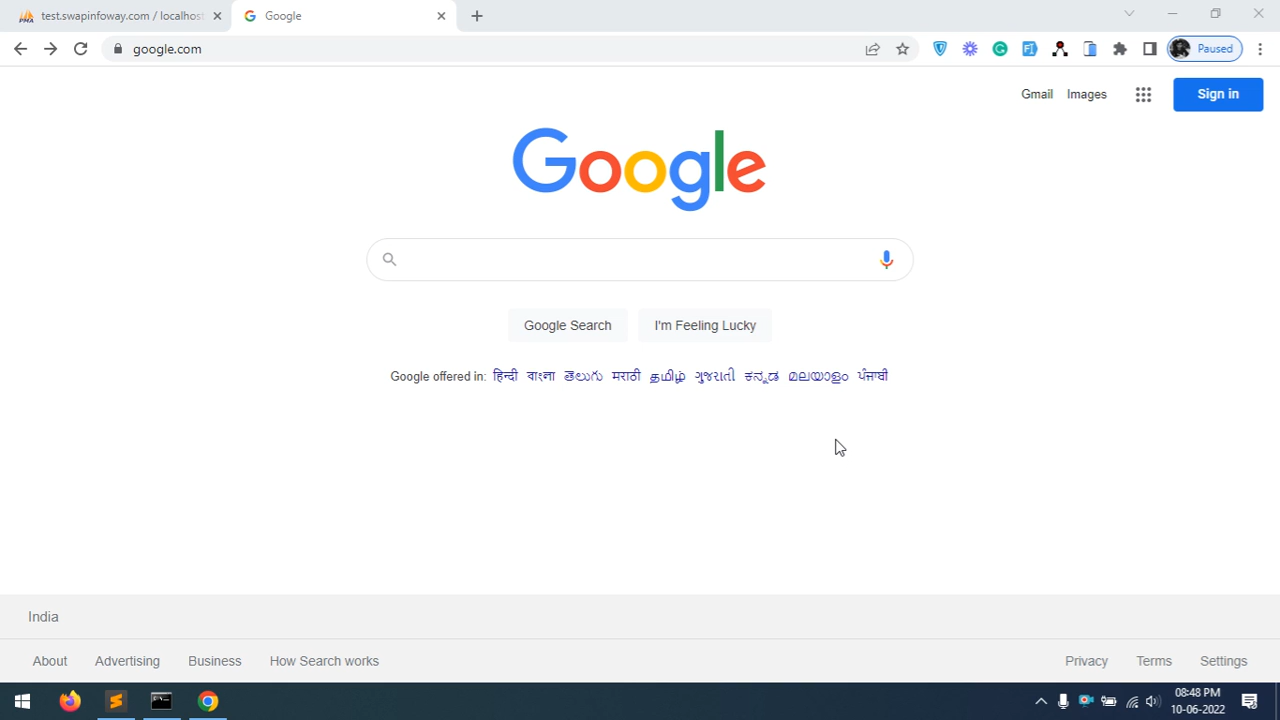 test.swapinfoway.com / localhost
Google
google.com
Paused
Gmail Images
Sign in
Google
Google Search
I'm Feeling Lucky
Google offered in: हिन्दी বাংলা తెలుగు मराठी தமிழ் ગુજરાતી ಕನ್ನಡ മലയാളം ਪੰਜਾਬੀ
India
About Advertising Business How Search works
Privacy Terms Settings
08:48 PM
10-06-2022